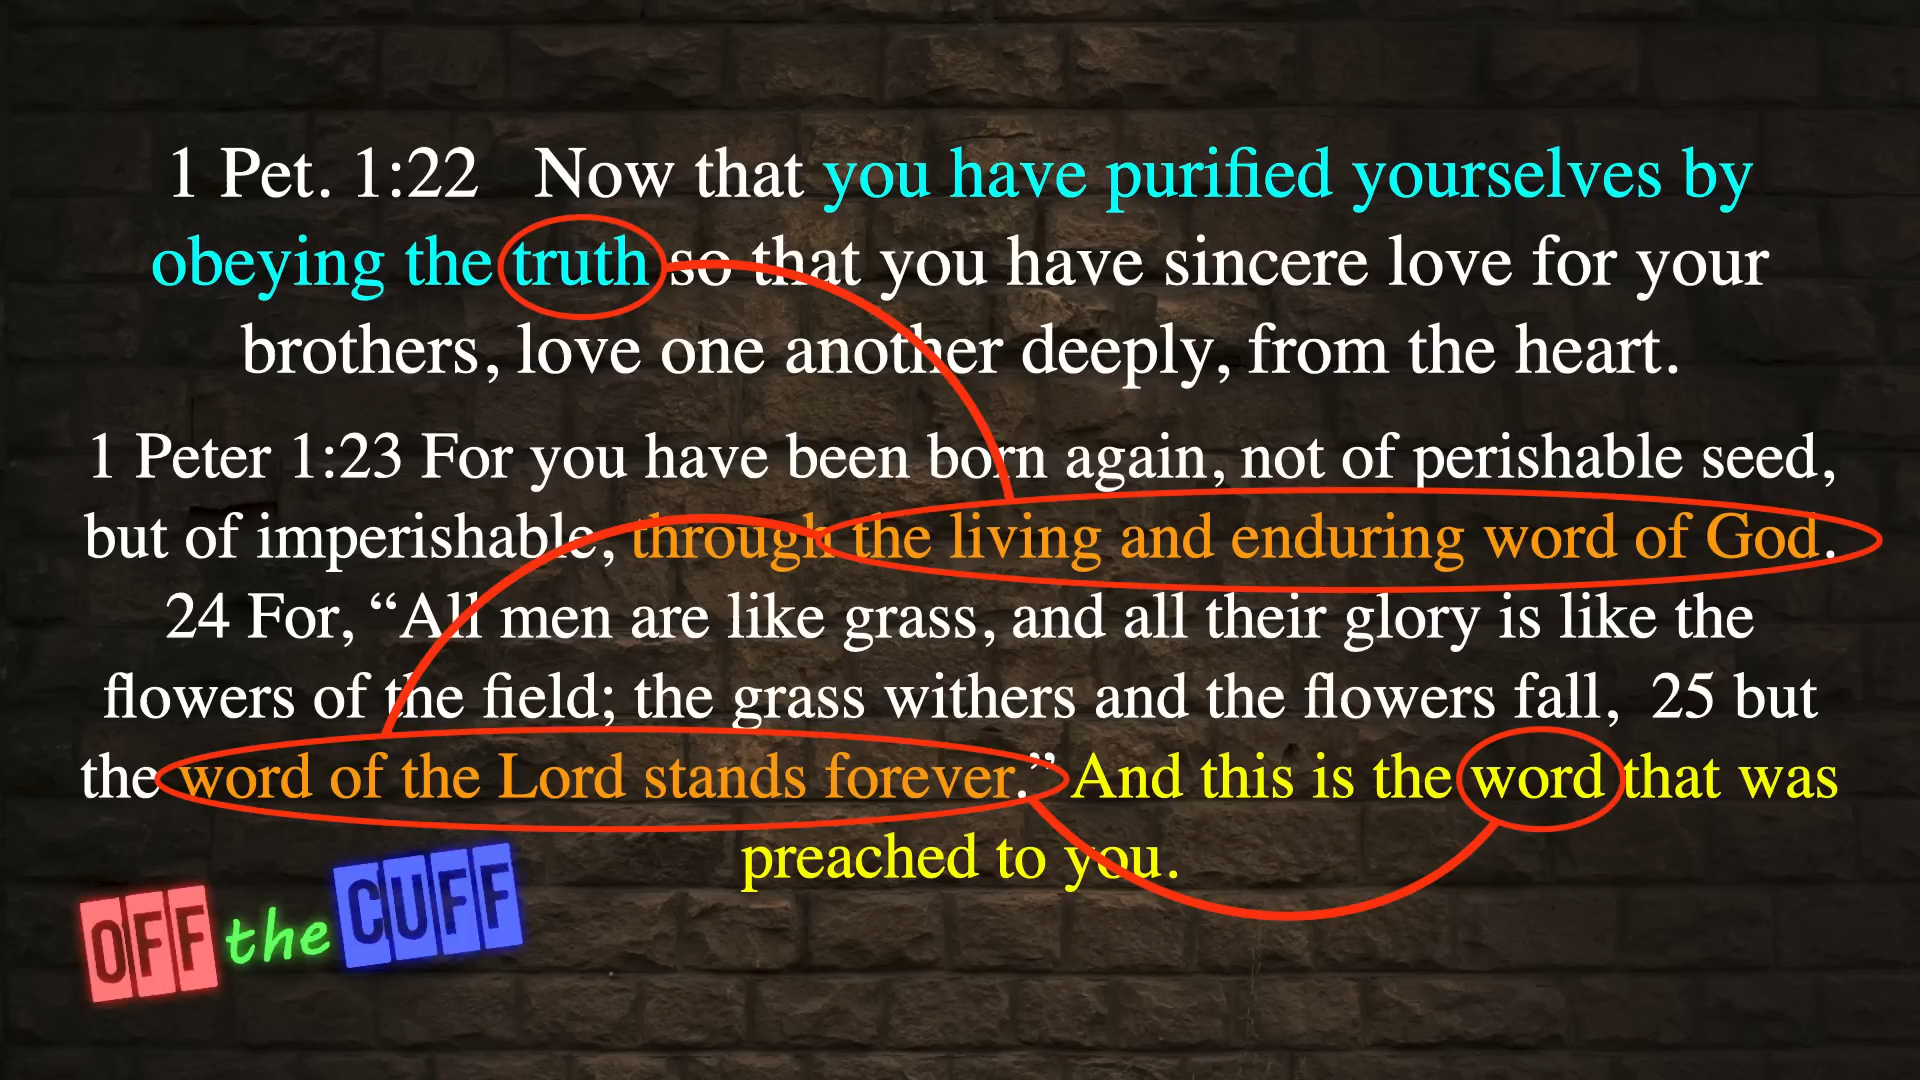 1 Pet. 1:22   Now that you have purified yourselves by
obeying the truth so that you have sincere love for your
brothers, love one another deeply, from the heart.
1 Peter 1:23 For you have been born again, not of perishable seed,
but of imperishable, through the living and enduring word of God.
24 For, “All men are like grass, and all their glory is like the
flowers of the field; the grass withers and the flowers fall,  25 but
the word of the Lord stands forever.” And this is the word that was
preached to you.
OFF the CUFF